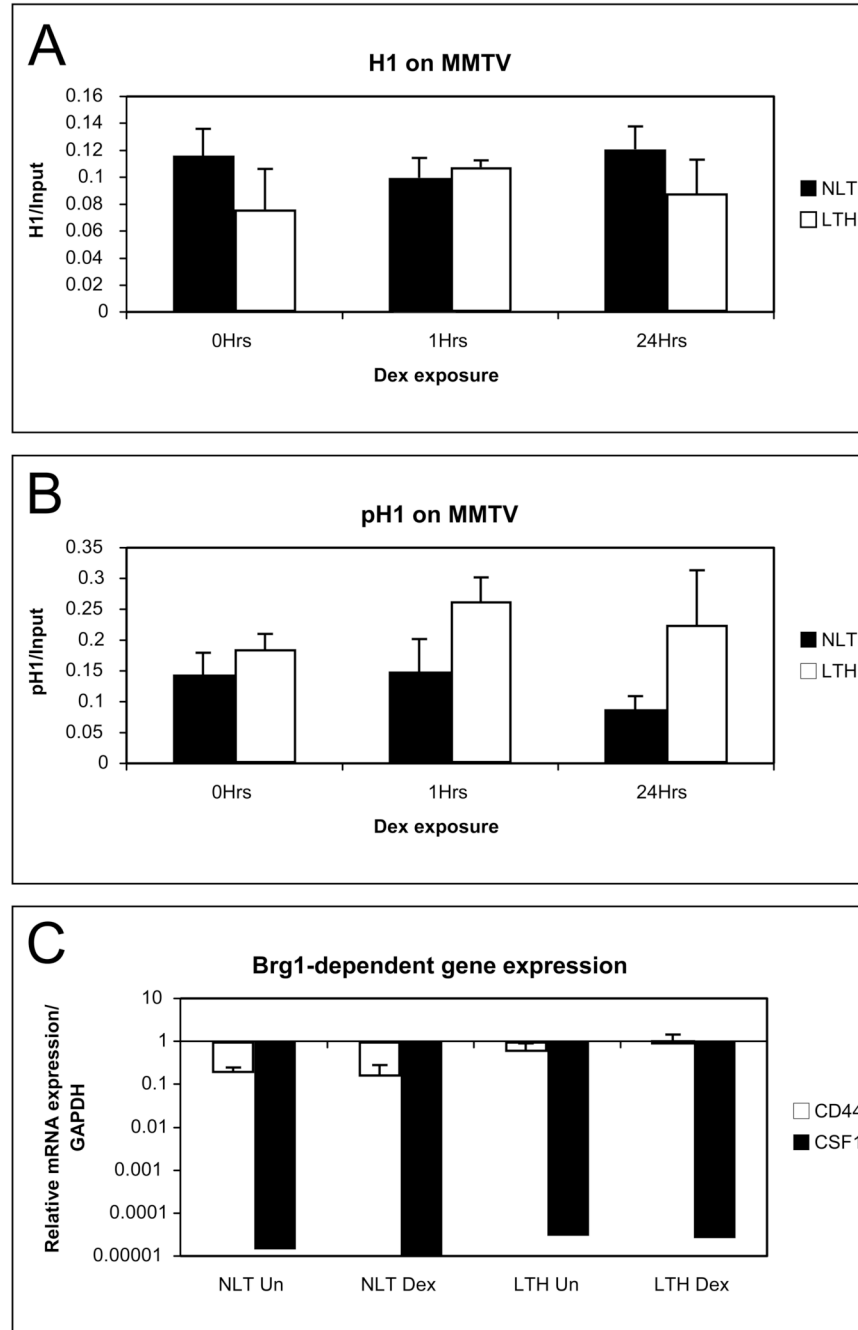 A
H1 on MMTV
0.16
0.14
0.12
0.1
0.08
0.06
0.04
0.02
0
H1/Input
0Hrs 1Hrs 24Hrs
Dex exposure
NLT
LTH
B
pH1 on MMTV
0.35
0.3
0.25
0.2
0.15
0.1
0.05
0
pH1/Input
0Hrs 1Hrs 24Hrs
Dex exposure
NLT
LTH
C
Brg1-dependent gene expression
10
1
0.1
0.01
0.001
0.0001
0.00001
Relative mRNA expression/
GAPDH
NLT Un NLT Dex LTH Un LTH Dex
CD44
CSF1